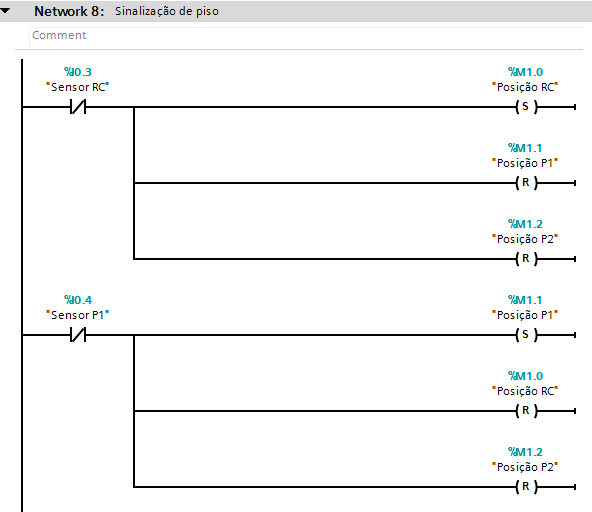 Network 8: Sinalização de piso
Comment
%I0.3
"Sensor RC"
%M1.0
"Posição RC"
S
%M1.1
"Posição P1"
R
%M1.2
"Posição P2"
R
%I0.4
"Sensor P1"
%M1.1
"Posição P1"
S
%M1.0
"Posição RC"
R
%M1.2
"Posição P2"
R